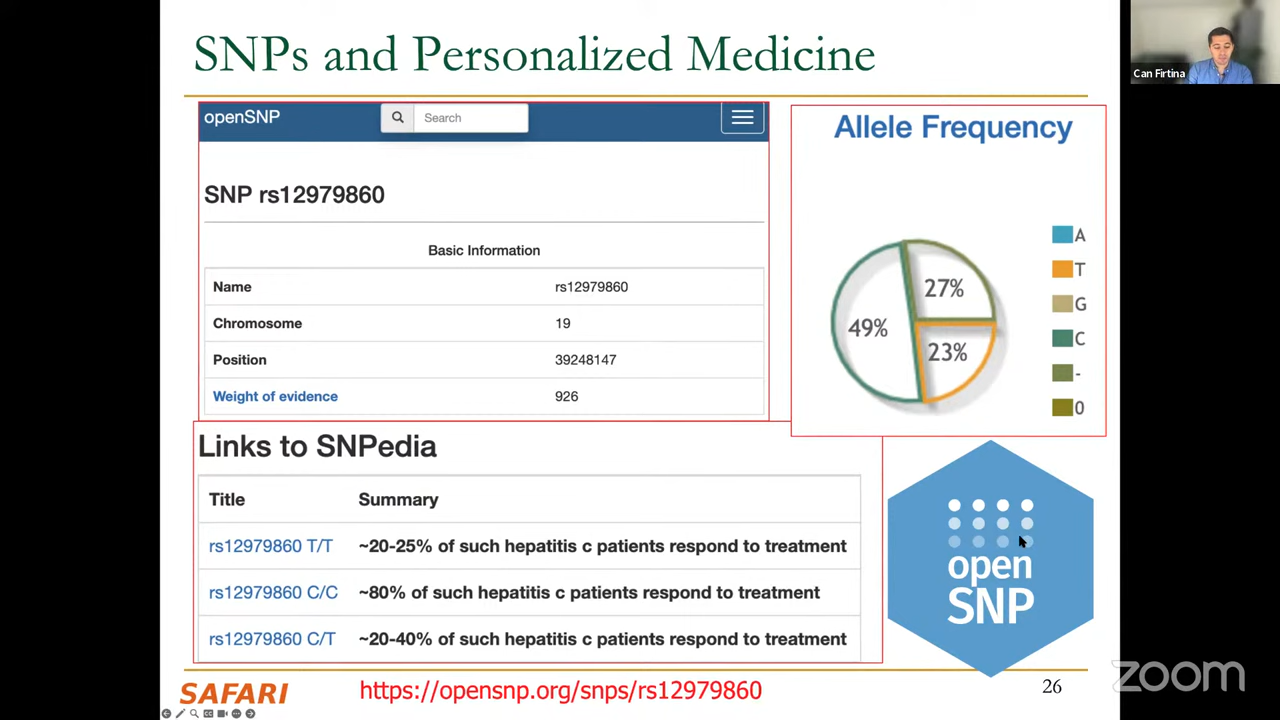 SNPs and Personalized Medicine
Can Firtina
openSNP
Search
SNP rs12979860
Basic Information
Name rs12979860
Chromosome 19
Position 39248147
Weight of evidence 926
Allele Frequency
27%
49%
23%
A
T
G
C
-
0
Links to SNPedia
Title Summary
rs12979860 T/T ~20-25% of such hepatitis c patients respond to treatment
rs12979860 C/C ~80% of such hepatitis c patients respond to treatment
rs12979860 C/T ~20-40% of such hepatitis c patients respond to treatment
open
SNP
SAFARI
https://opensnp.org/snps/rs12979860
26
zoom